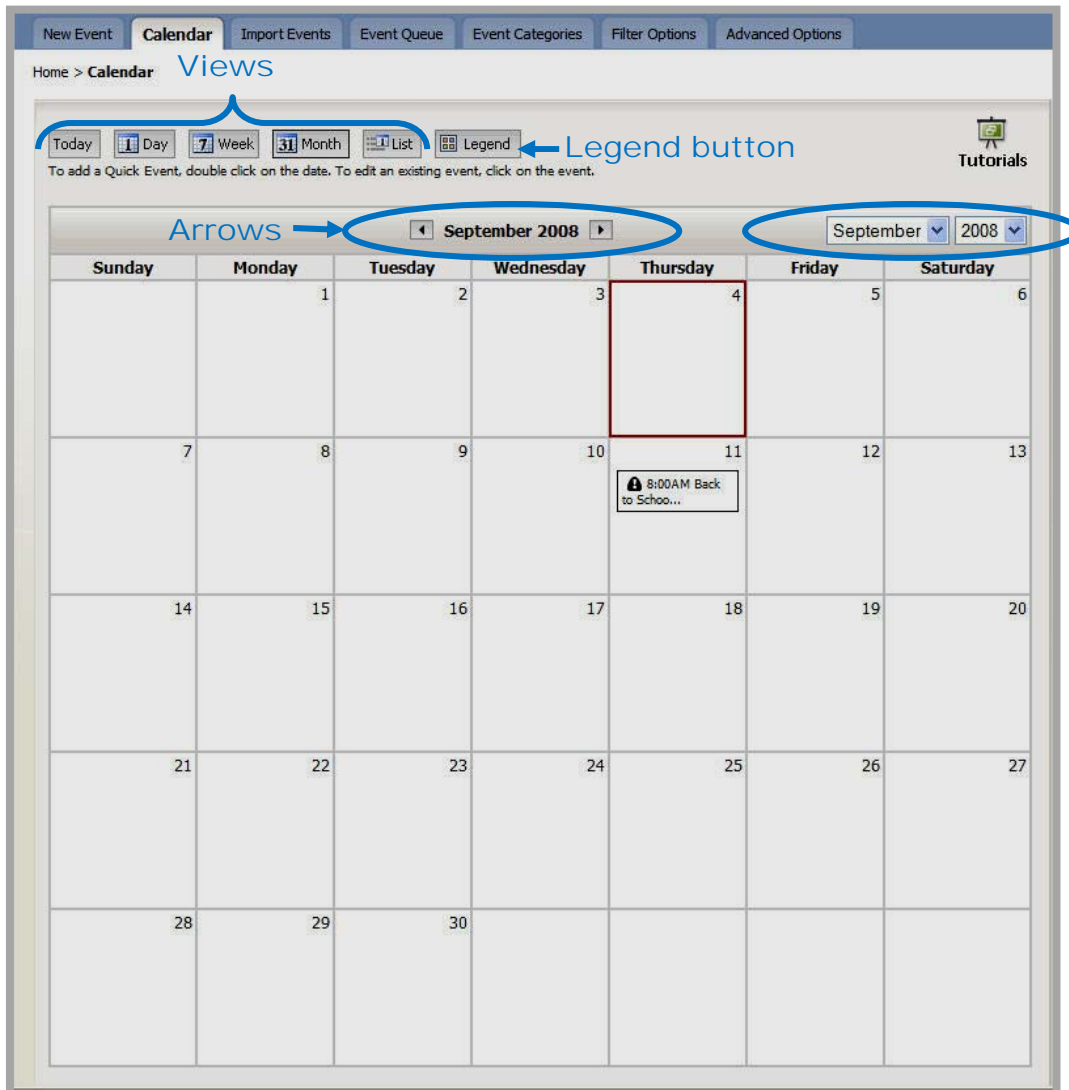 New Event Calendar Import Events Event Queue Event Categories Filter Options Advanced Options
Home > Calendar
Views
Today 1 Day 7 Week 31 Month 1 List Legend
Legend button
Tutorials
To add a Quick Event, double click on the date. To edit an existing event, click on the event.
Arrows
September 2008
September 2008
Sunday Monday Tuesday Wednesday Thursday Friday Saturday
1 2 3 4 5 6
7 8 9 10 11 12 13
8:00AM Back
to Schoo...
14 15 16 17 18 19 20
21 22 23 24 25 26 27
28 29 30